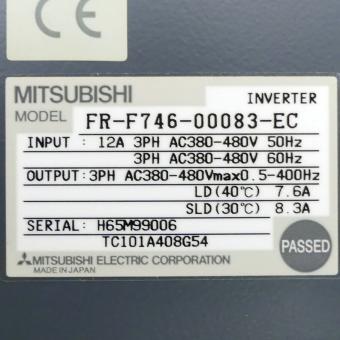 CE
MITSUBISHI INVERTER
MODEL FR-F746-00083-EC
INPUT : 12A 3PH AC380-480V 50Hz
3PH AC380-480V 60Hz
OUTPUT:3PH AC380-480Vmax0.5-400Hz
LD(40℃) 7.6A
SLD(30℃) 8.3A
SERIAL: H65M99006
TC101A408G54
PASSED
MITSUBISHI ELECTRIC CORPORATION
MADE IN JAPAN